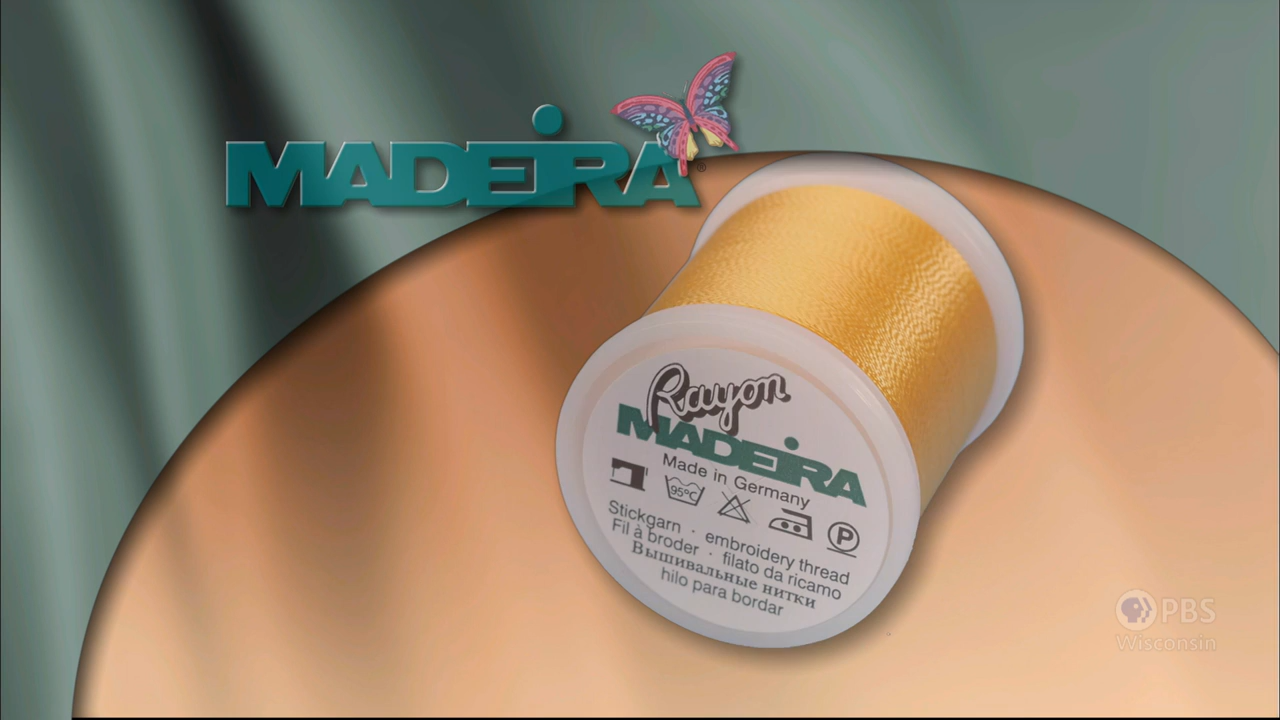 MADEIRA®
Rayon
MADEIRA
Made in Germany
95°C
P
Stickgarn · embroidery thread
Fil à broder · filato da ricamo
Вышивальные нитки
hilo para bordar
PBS
Wisconsin